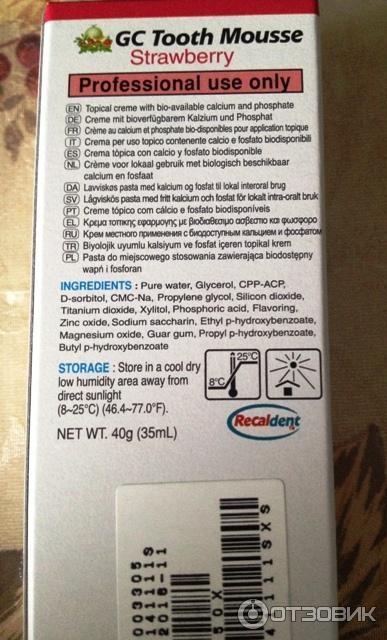 GC Tooth Mousse
Strawberry
Professional use only
EN Topical creme with bio-available calcium and phosphate
DE Creme mit bioverfügbarem Kalzium und Phosphat
FR Crème au calcium et phosphate bio-disponibles pour application topique
IT Crema per uso topico contenente calcio e fosfato biodisponibili
ES Crema tópica con calcio y fosfato biodisponible
NL Crème voor lokaal gebruik met biologisch beschikbaar
calcium en fosfaat
DA Lavviskøs pasta med kalcium og fosfat til lokal interoral brug
SV Lågviskös pasta med fritt kalcium och fosfat för lokalt intra-oralt bruk
PT Creme tópico com cálcio e fosfato biodisponíveis
EL Κρεμα τοπικης εφαρμογης με βιοδιαθεσιμο ασβεστιο και φωσφορο
RU Крем местного применения с биодоступным кальцием и фосфатом
TR Biyolojik uyumlu kalsiyum ve fosfat içeren topikal krem
PL Pasta do miejscowego stosowania zawierająca biodostępny
wapń i fosforan
INGREDIENTS : Pure water, Glycerol, CPP-ACP,
D-sorbitol, CMC-Na, Propylene glycol, Silicon dioxide,
Titanium dioxide, Xylitol, Phosphoric acid, Flavoring,
Zinc oxide, Sodium saccharin, Ethyl p-hydroxybenzoate,
Magnesium oxide, Guar gum, Propyl p-hydroxybenzoate,
Butyl p-hydroxybenzoate
STORAGE : Store in a cool dry
low humidity area away from
direct sunlight
(8~25°C) (46.4~77.0°F).
25°C
8°C
NET WT. 40g (35mL)
Recaldent
003305
041115
2016-11
ОТЗОВИК